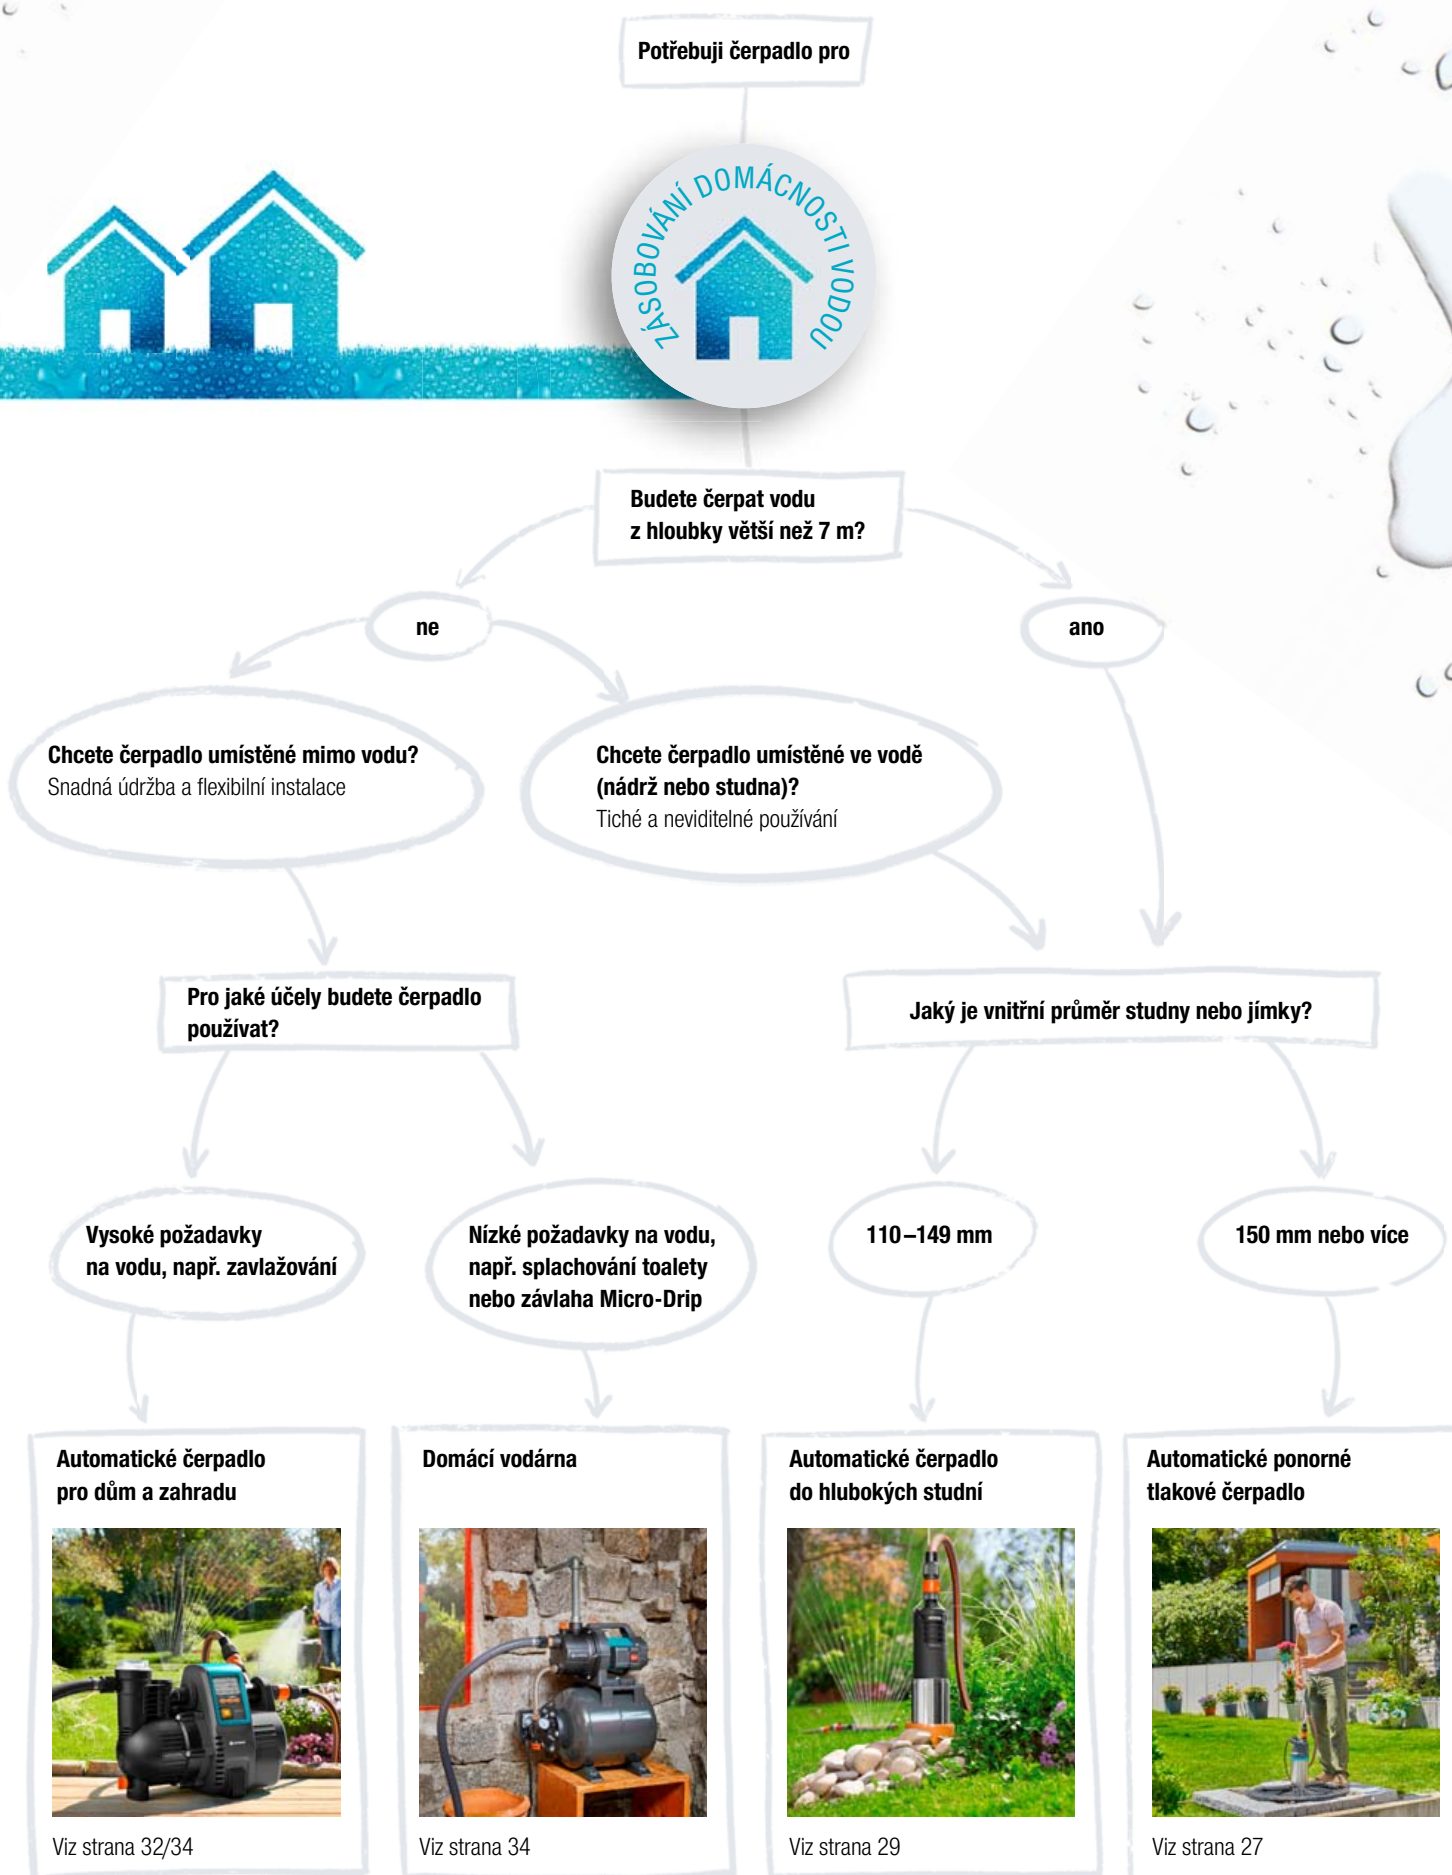 Potřebuji čerpadlo pro
ZÁSOBOVÁNÍ DOMÁCNOSTI VODOU
Budete čerpat vodu
z hloubky větší než 7 m?
ne
ano
Chcete čerpadlo umístěné mimo vodu?
Snadná údržba a flexibilní instalace
Chcete čerpadlo umístěné ve vodě
(nádrž nebo studna)?
Tiché a neviditelné používání
Pro jaké účely budete čerpadlo
používat?
Jaký je vnitřní průměr studny nebo jímky?
Vysoké požadavky
na vodu, např. zavlažování
Nízké požadavky na vodu,
např. splachování toalety
nebo závlaha Micro-Drip
110–149 mm
150 mm nebo více
Automatické čerpadlo
pro dům a zahradu
Viz strana 32/34
Domácí vodárna
Viz strana 34
Automatické čerpadlo
do hlubokých studní
Viz strana 29
Automatické ponorné
tlakové čerpadlo
Viz strana 27